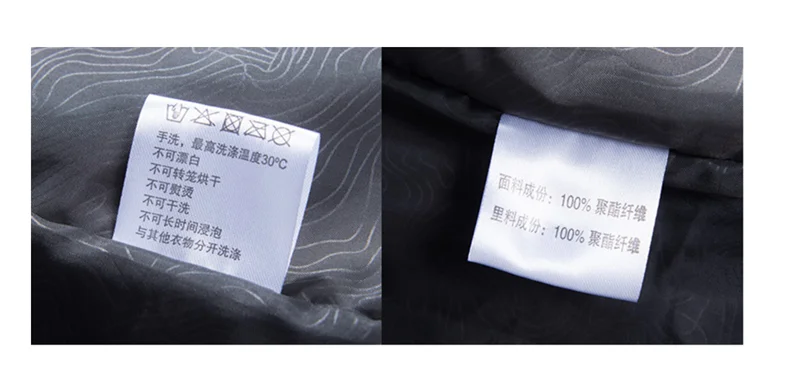 手洗，最高洗涤温度30ºC
不可漂白
不可转笼烘干
不可熨烫
不可干洗
不可长时间浸泡
与其他衣物分开洗涤
面料成份：100% 聚酯纤维
里料成份：100% 聚酯纤维